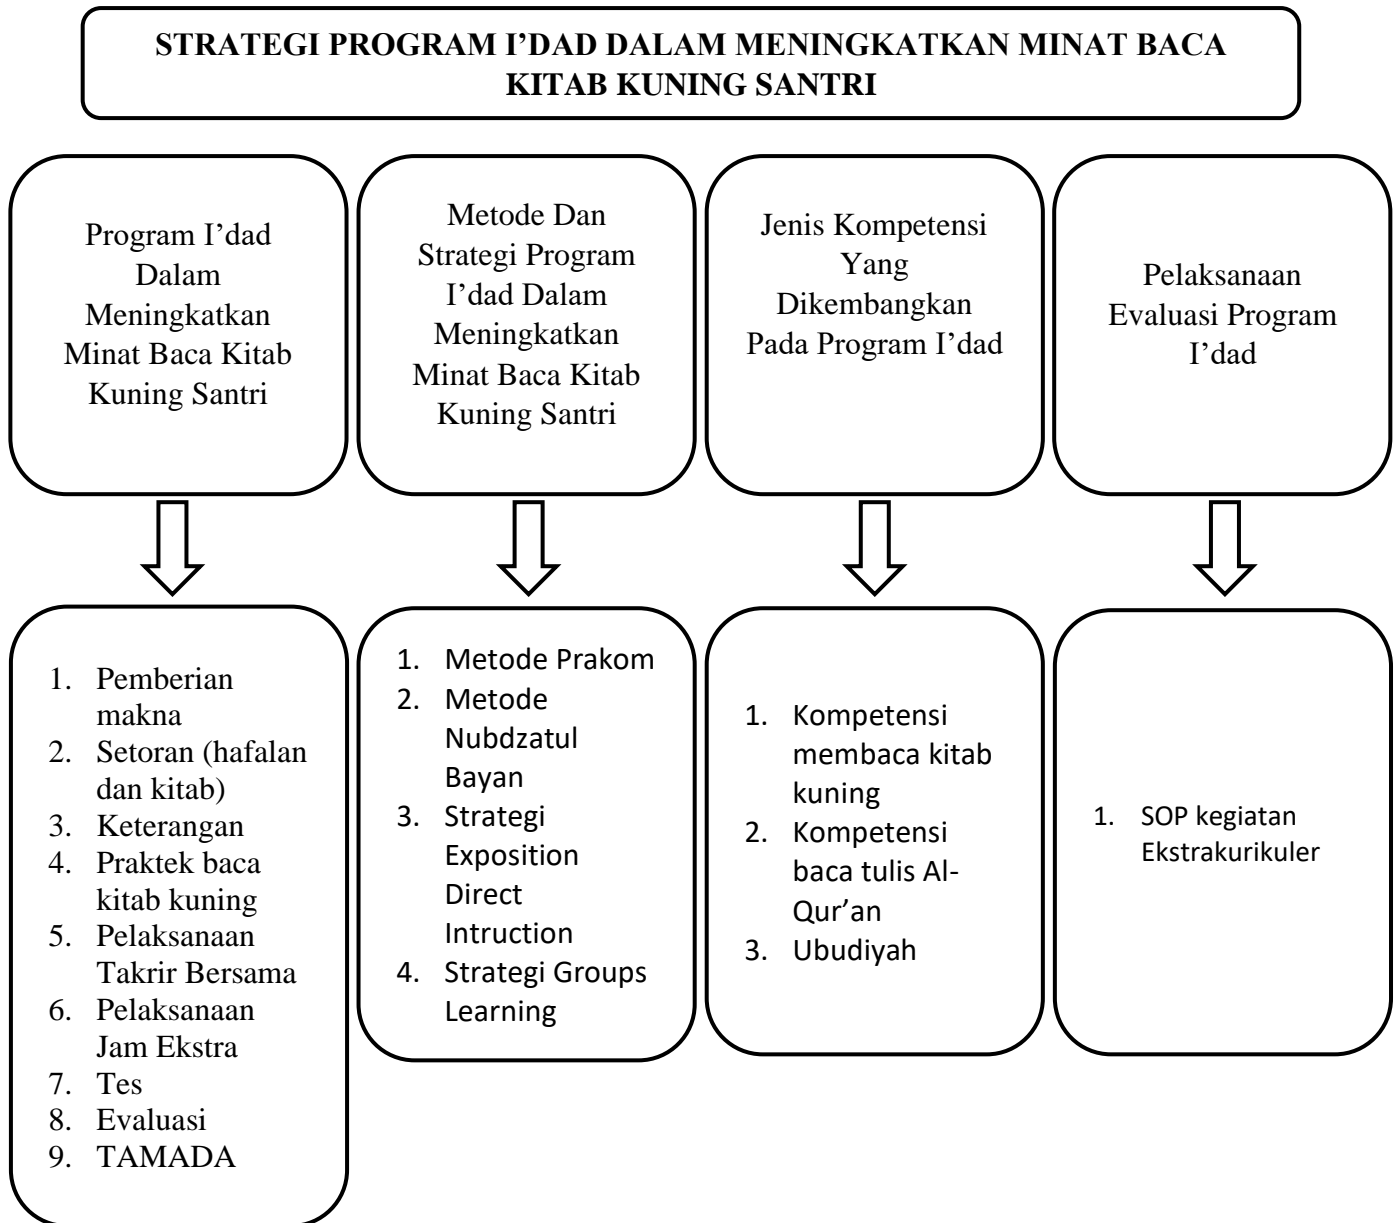 STRATEGI PROGRAM I’DAD DALAM MENINGKATKAN MINAT BACA
KITAB KUNING SANTRI
Program I’dad
Dalam
Meningkatkan
Minat Baca Kitab
Kuning Santri
Metode Dan
Strategi Program
I’dad Dalam
Meningkatkan
Minat Baca Kitab
Kuning Santri
Jenis Kompetensi
Yang
Dikembangkan
Pada Program I’dad
Pelaksanaan
Evaluasi Program
I’dad
1. Pemberian
makna
2. Setoran (hafalan
dan kitab)
3. Keterangan
4. Praktek baca
kitab kuning
5. Pelaksanaan
Takrir Bersama
6. Pelaksanaan
Jam Ekstra
7. Tes
8. Evaluasi
9. TAMADA
1. Metode Prakom
2. Metode
Nubdzatul
Bayan
3. Strategi
Exposition
Direct
Intruction
4. Strategi Groups
Learning
1. Kompetensi
membaca kitab
kuning
2. Kompetensi
baca tulis Al-
Qur’an
3. Ubudiyah
1. SOP kegiatan
Ekstrakurikuler